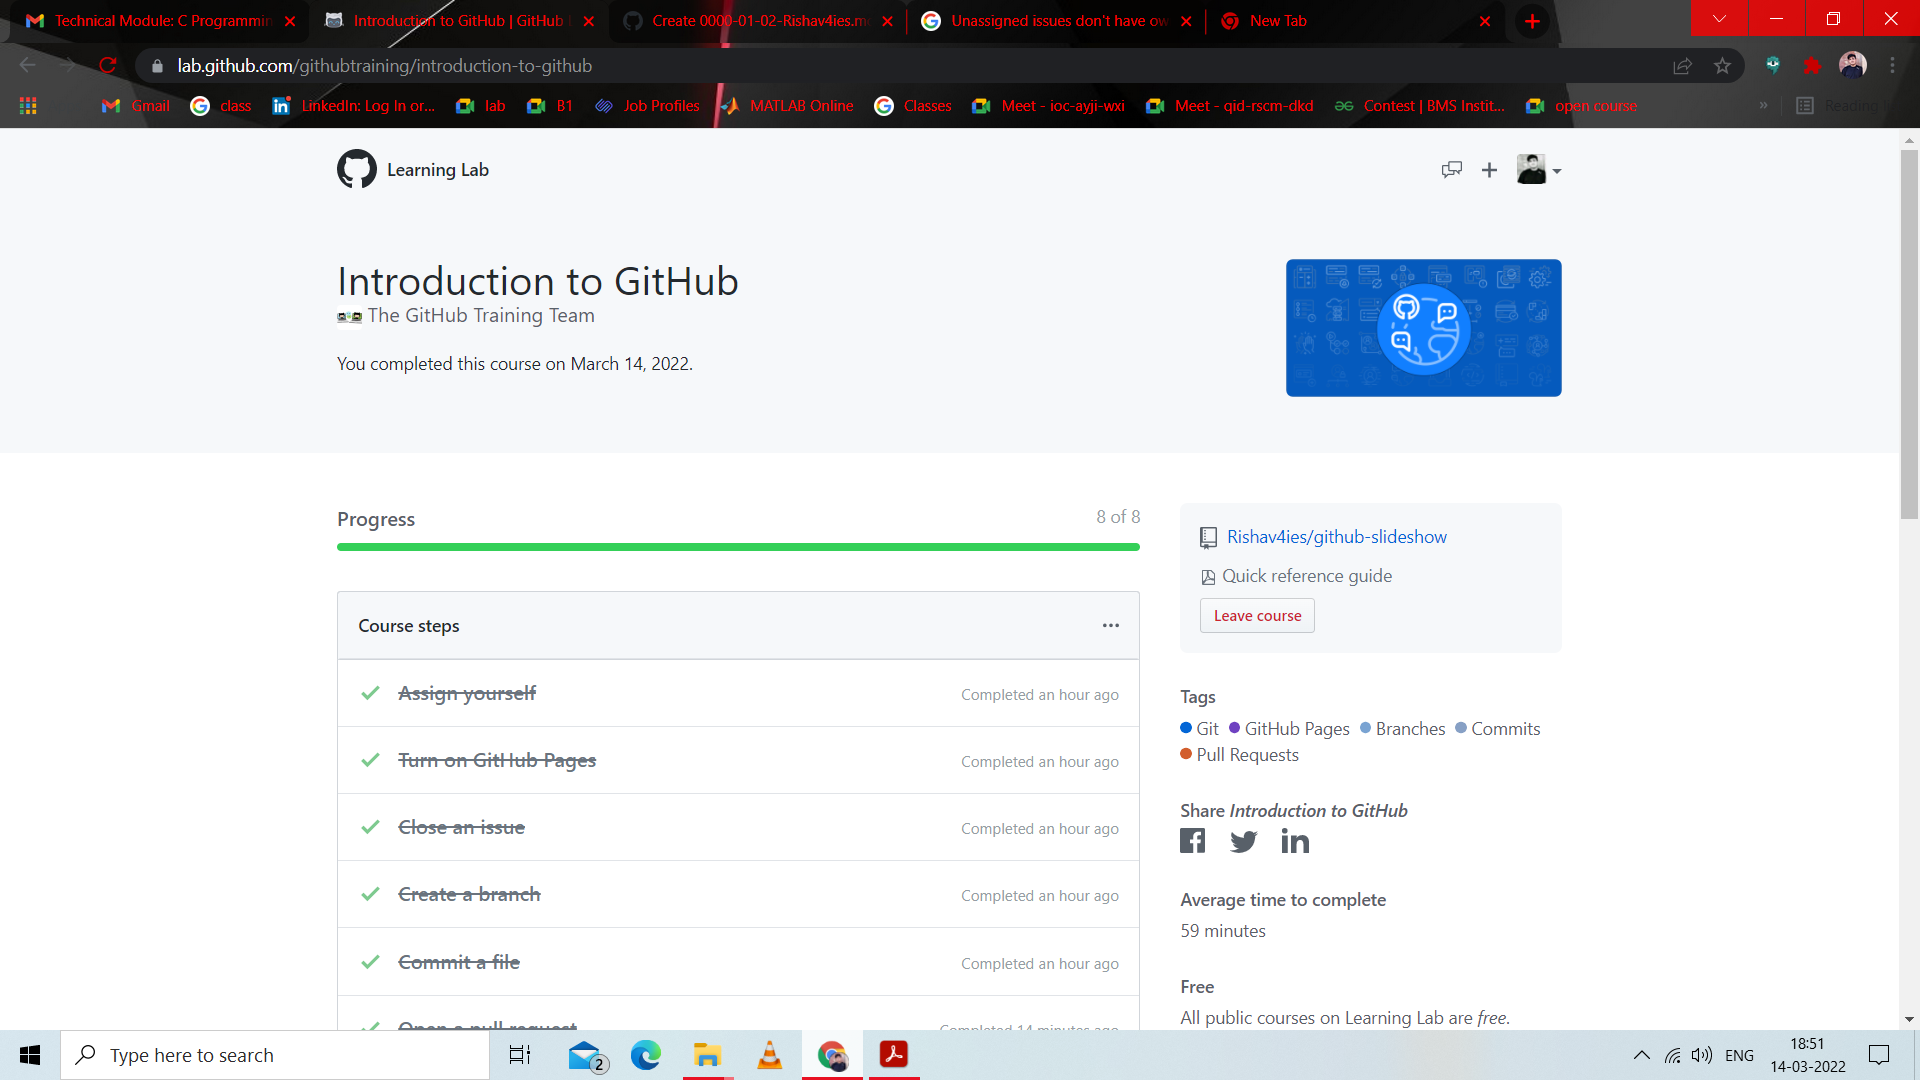 Technical Module: C Programmin
Introduction to GitHub | GitHub
Create 0000-01-02-Rishav4ies.m
Unassigned issues don't have ow
New Tab
lab.github.com/githubtraining/introduction-to-github
Gmail
class
LinkedIn: Log In or...
lab
B1
Job Profiles
MATLAB Online
Classes
Meet - ioc-ayji-wxi
Meet - qid-rscm-dkd
Contest | BMS Instit...
open course
»
Reading
Learning Lab
Introduction to GitHub
The GitHub Training Team
You completed this course on March 14, 2022.
Progress
8 of 8
Course steps
Assign yourself
Completed an hour ago
Turn on GitHub Pages
Completed an hour ago
Close an issue
Completed an hour ago
Create a branch
Completed an hour ago
Commit a file
Completed an hour ago
Open a pull request
Completed 14 minutes ago
Rishav4ies/github-slideshow
Quick reference guide
Leave course
Tags
Git GitHub Pages Branches Commits
Pull Requests
Share Introduction to GitHub
Average time to complete
59 minutes
Free
All public courses on Learning Lab are free.
Type here to search
2
ENG
18:51
14-03-2022